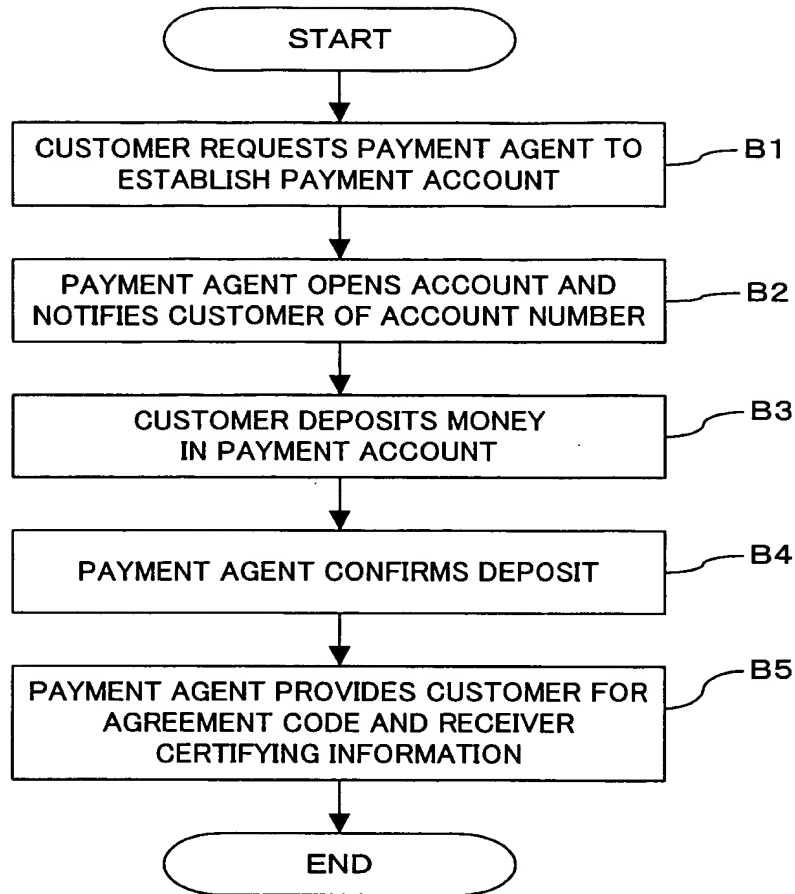 START
CUSTOMER REQUESTS PAYMENT AGENT TO
ESTABLISH PAYMENT ACCOUNT
B1
PAYMENT AGENT OPENS ACCOUNT AND
NOTIFIES CUSTOMER OF ACCOUNT NUMBER
B2
CUSTOMER DEPOSITS MONEY
IN PAYMENT ACCOUNT
B3
PAYMENT AGENT CONFIRMS DEPOSIT
B4
PAYMENT AGENT PROVIDES CUSTOMER FOR
AGREEMENT CODE AND RECEIVER
CERTIFYING INFORMATION
B5
END